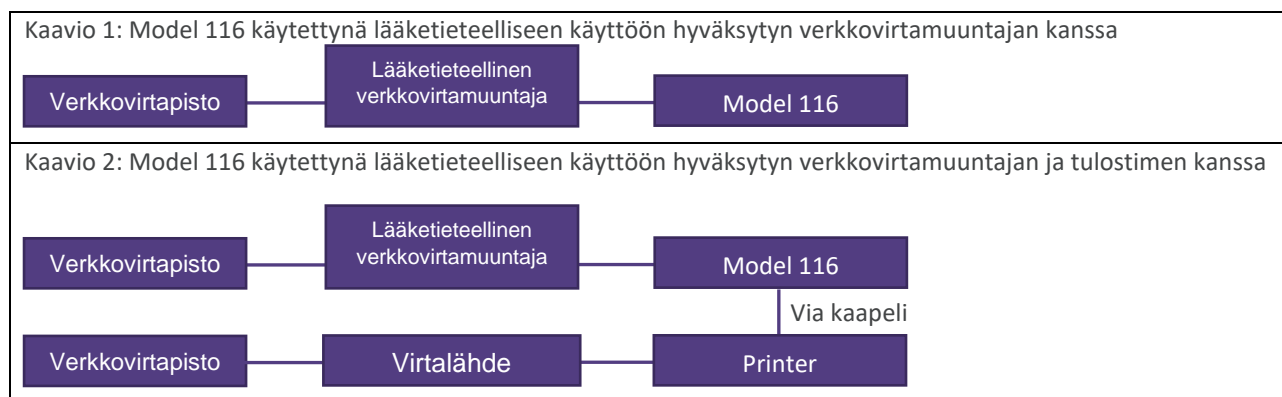 Kaavio 1: Model 116 käytettynä lääketieteelliseen käyttöön hyväksytyn verkkovirtamuuntajan kanssa
Verkkovirtapisto
Lääketieteellinen
verkkovirtamuuntaja
Model 116
Kaavio 2: Model 116 käytettynä lääketieteelliseen käyttöön hyväksytyn verkkovirtamuuntajan ja tulostimen kanssa
Verkkovirtapisto
Lääketieteellinen
verkkovirtamuuntaja
Model 116
Via kaapeli
Verkkovirtapisto
Virtalähde
Printer